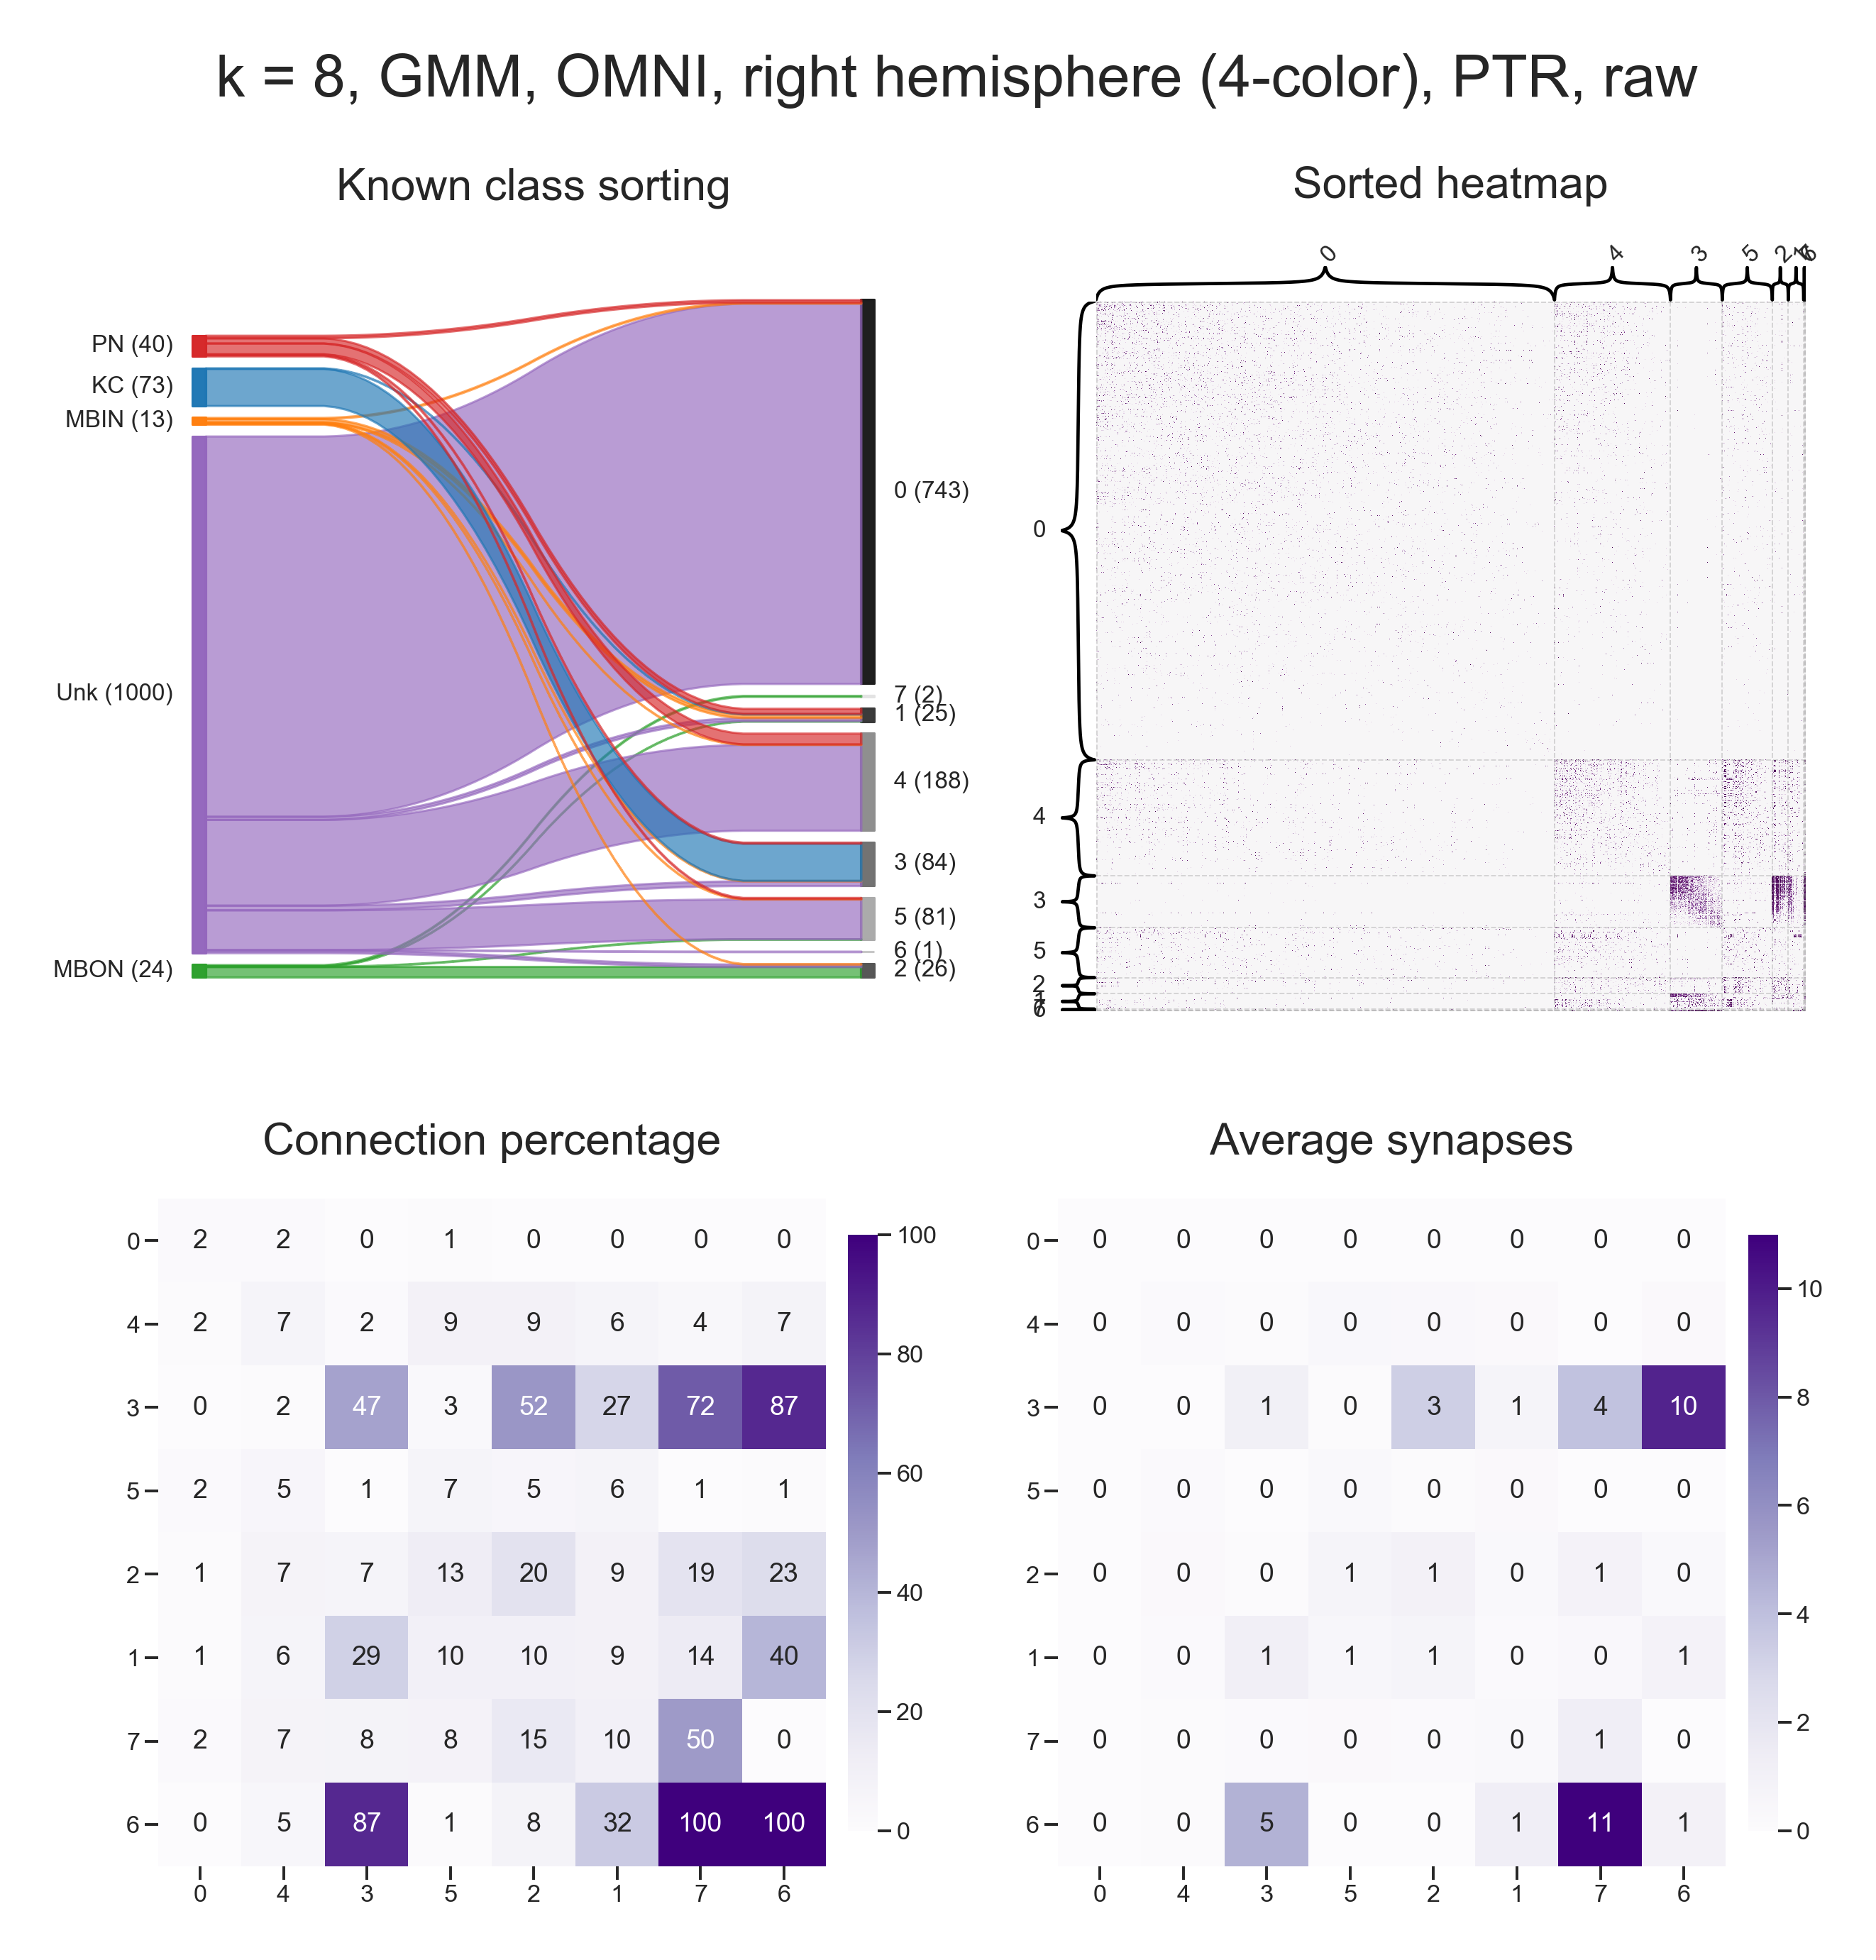 k = 8, GMM, OMNI, right hemisphere (4-color), PTR, raw
Known class sorting
PN (40)
KC (73)
MBIN (13)
Unk (1000)
MBON (24)
0 (743)
7 (2)
1 (25)
4 (188)
3 (84)
5 (81)
6 (1)
2 (26)
Sorted heatmap
0 4 3 5 2 1 7 6
0
4
3
5
2
1
7
6
Connection percentage
0 2 2 0 1 0 0 0 0
4 2 7 2 9 9 6 4 7
3 0 2 47 3 52 27 72 87
5 2 5 1 7 5 6 1 1
2 1 7 7 13 20 9 19 23
1 1 6 29 10 10 9 14 40
7 2 7 8 8 15 10 50 0
6 0 5 87 1 8 32 100 100
0 4 3 5 2 1 7 6
100
80
60
40
20
0
Average synapses
0 0 0 0 0 0 0 0 0
4 0 0 0 0 0 0 0 0
3 0 0 1 0 3 1 4 10
5 0 0 0 0 0 0 0 0
2 0 0 0 1 1 0 1 0
1 0 0 1 1 1 0 0 1
7 0 0 0 0 0 0 1 0
6 0 0 5 0 0 1 11 1
0 4 3 5 2 1 7 6
10
8
6
4
2
0